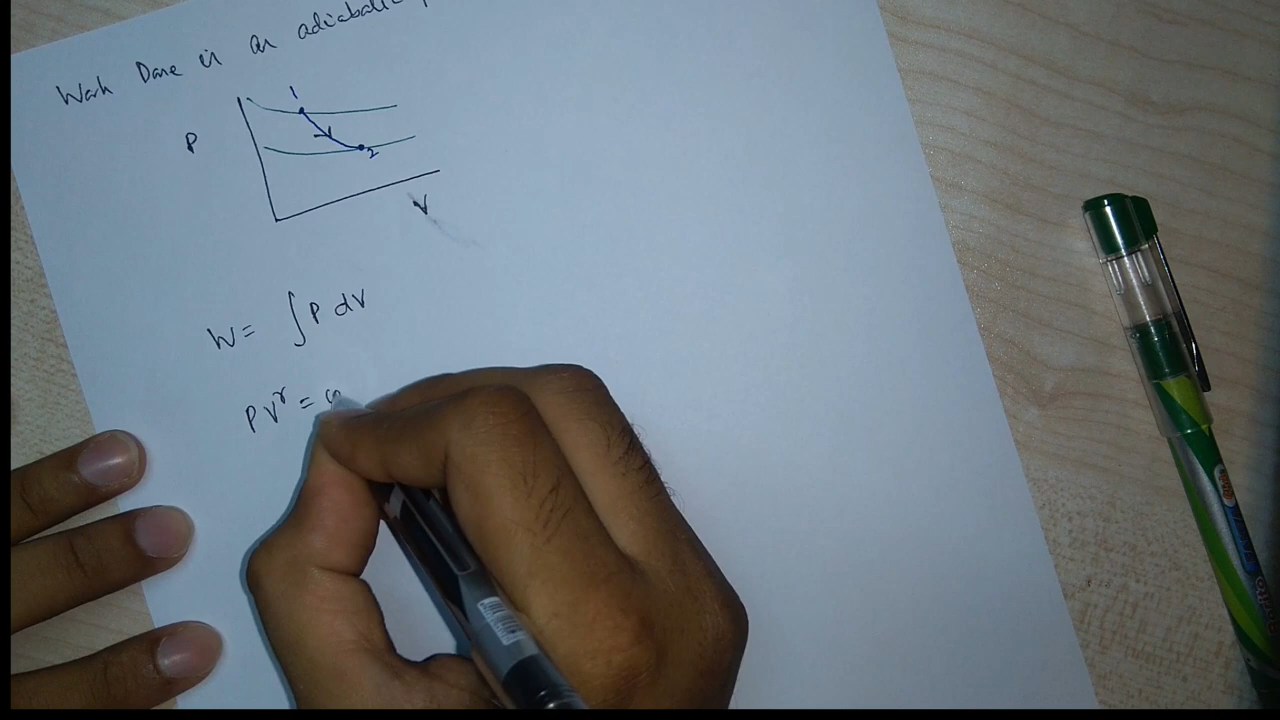 Work Done in an adiabatic
1
P
2
V
W = ∫ P dV
PV^γ =